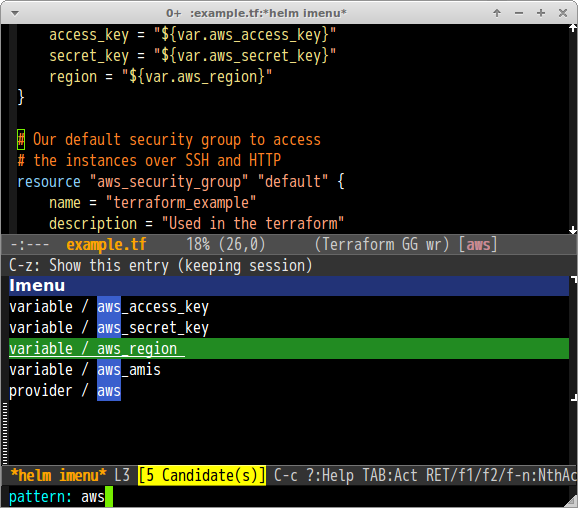 0+ :example.tf:*helm imenu*
access_key = "${var.aws_access_key}"
secret_key = "${var.aws_secret_key}"
region = "${var.aws_region}"
}
# Our default security group to access
# the instances over SSH and HTTP
resource "aws_security_group" "default" {
name = "terraform_example"
description = "Used in the terraform"
-:--- example.tf 18% (26,0) (Terraform GG wr) [aws]
C-z: Show this entry (keeping session)
Imenu
variable / aws_access_key
variable / aws_secret_key
variable / aws_region
variable / aws_amis
provider / aws
*helm imenu* L3 [5 Candidate(s)] C-c ?:Help TAB:Act RET/f1/f2/f-n:NthAc
pattern: aws